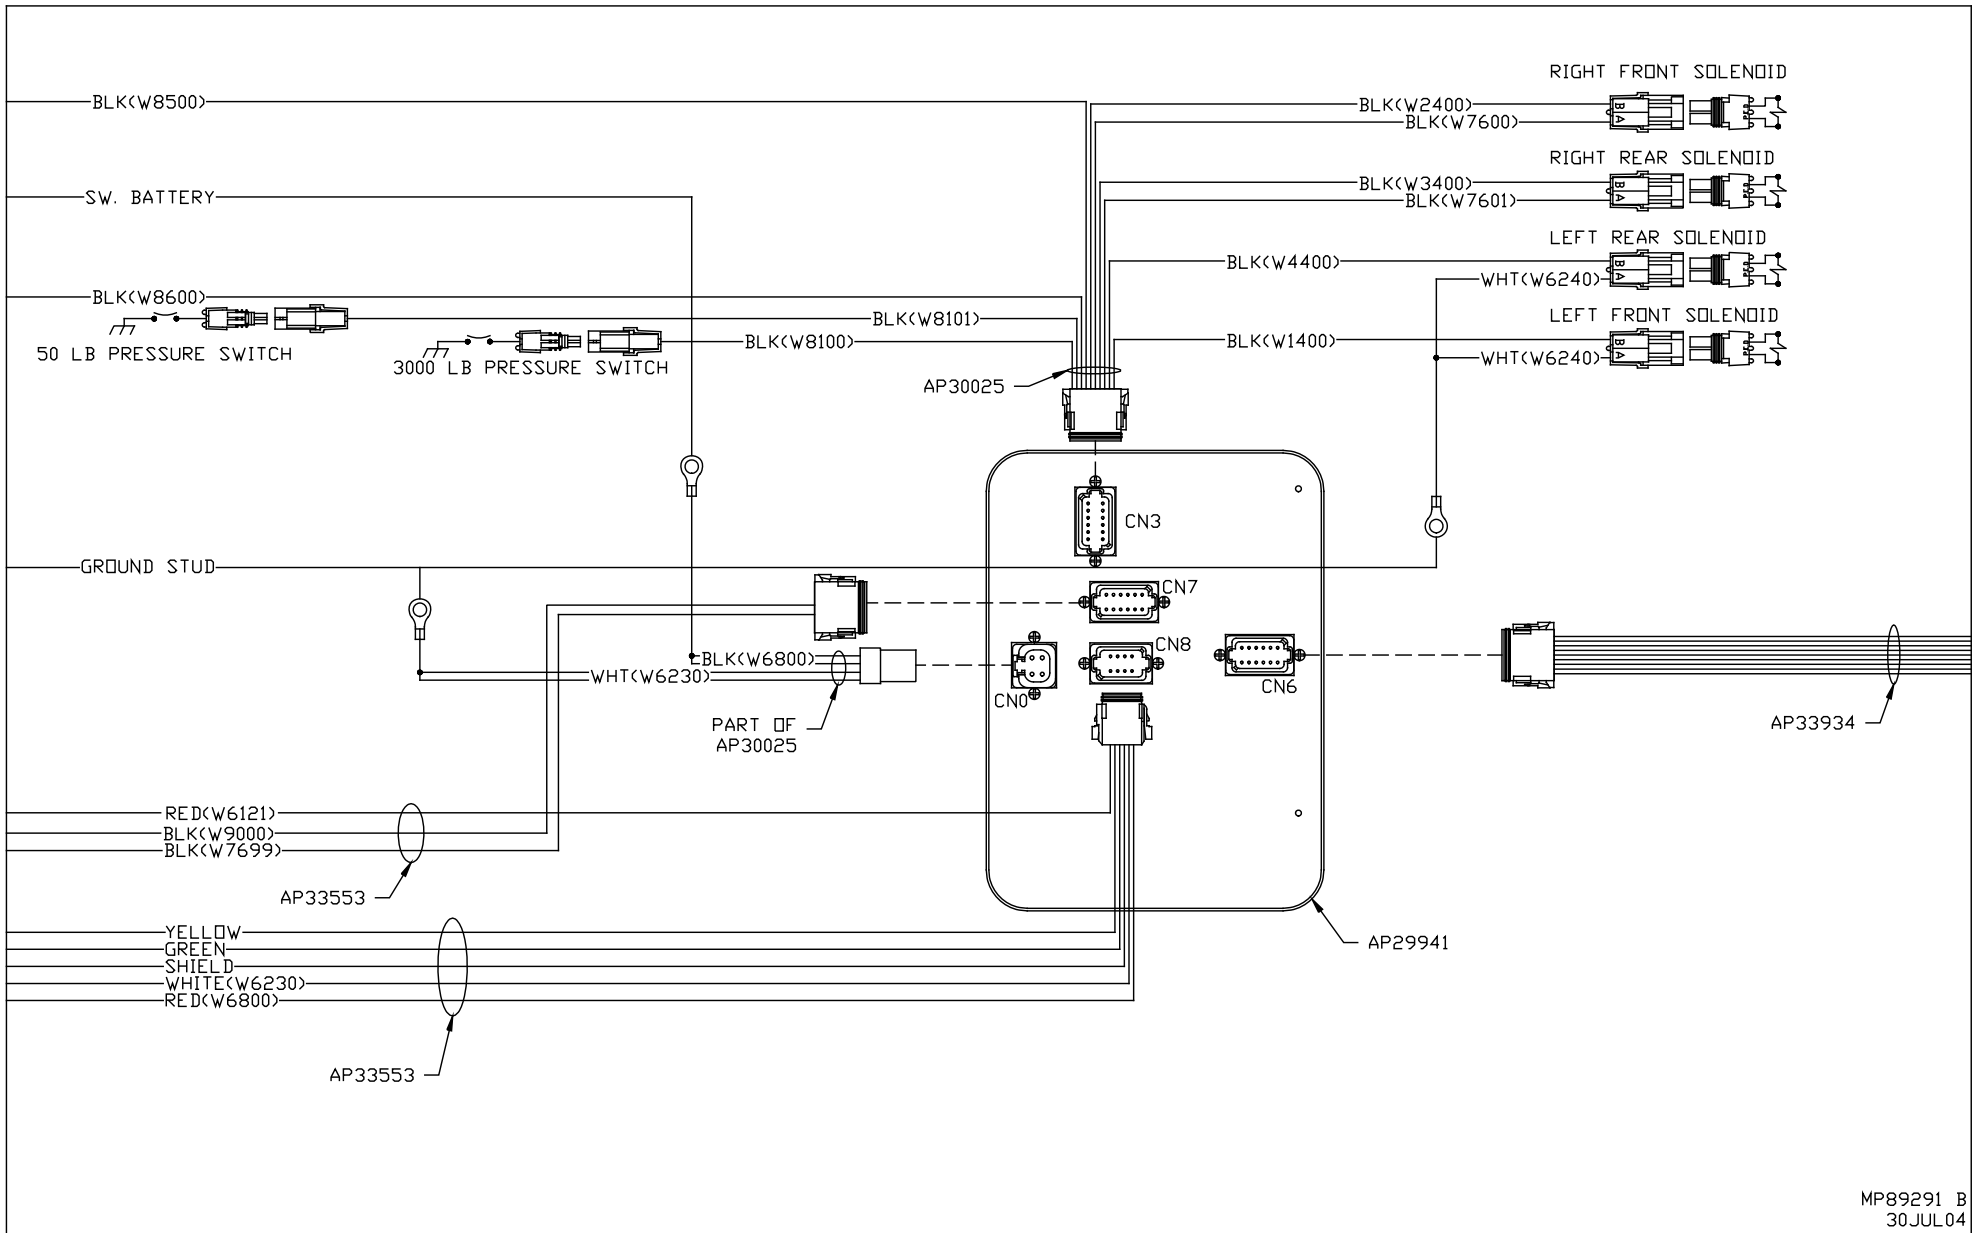 RIGHT FRONT SOLENOID
BLK(W8500)
BLK(W2400)
B
A
BLK(W7600)
RIGHT REAR SOLENOID
BLK(W3400)
B
A
SW. BATTERY
BLK(W7601)
LEFT REAR SOLENOID
BLK(W4400)
B
A
WHT(W6240)
BLK(W8600)
LEFT FRONT SOLENOID
BLK(W8101)
50 LB PRESSURE SWITCH
BLK(W8100)
BLK(W1400)
B
A
WHT(W6240)
3000 LB PRESSURE SWITCH
AP30025
CN3
GROUND STUD
CN7
CN8
BLK(W6800)
WHT(W6230)
CN0
CN6
PART OF
AP30025
AP33934
RED(W6121)
BLK(W9000)
BLK(W7699)
AP33553
YELLOW
GREEN
SHIELD
WHITE(W6230)
RED(W6800)
AP29941
AP33553
MP89291 B
30JUL04